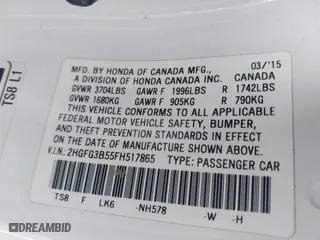 MFD. BY HONDA OF CANADA MFG., 03/'15
A DIVISION OF HONDA CANADA INC. CANADA
GVWR 3704LBS GAWR F 1996LBS R 1742LBS
GVWR 1680KG GAWR F 905KG R 790KG
THIS VEHICLE CONFORMS TO ALL APPLICABLE
FEDERAL MOTOR VEHICLE SAFETY, BUMPER,
AND THEFT PREVENTION STANDARDS IN EFFECT
ON THE DATE OF MANUFACTURE SHOWN ABOVE.
V.I.N.: 2HGFG3B55FH517865 TYPE: PASSENGER CAR
TS8 F LK6 -NH578 -W -H
TS8 L1
© DealerCenter